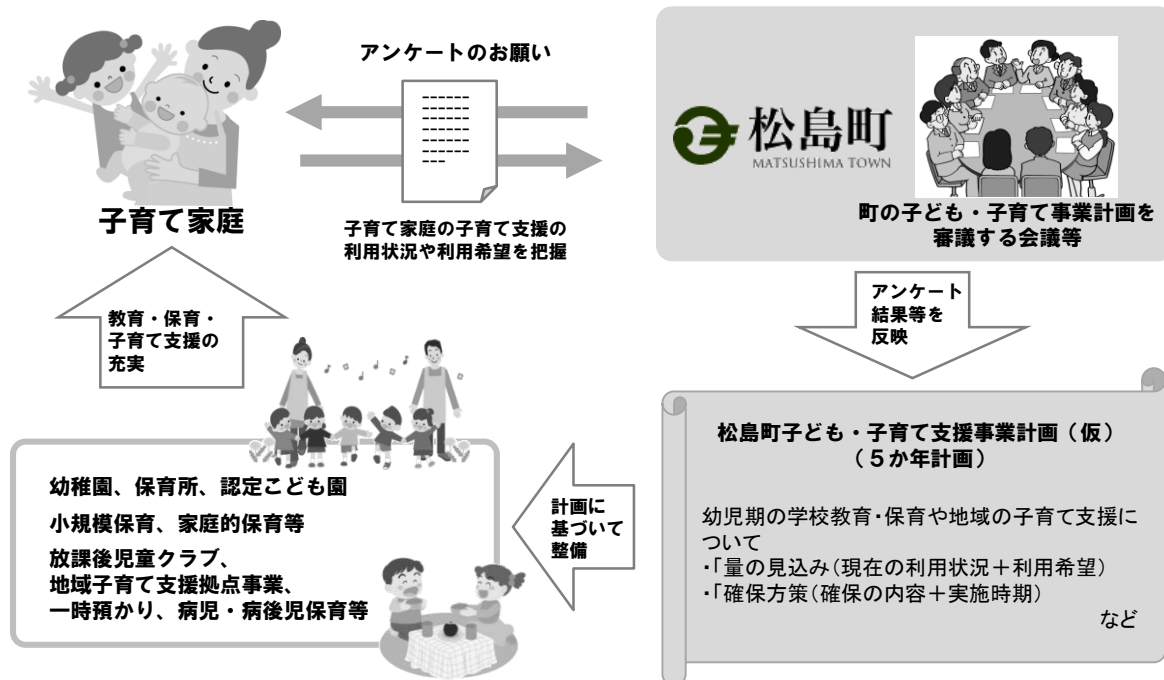 アンケートのお願い
子育て家庭
子育て家庭の子育て支援の
利用状況や利用希望を把握
松島町
MATSUSHIMA TOWN
町の子ども・子育て事業計画を
審議する会議等
アンケート
結果等を
反映
松島町子ども・子育て支援事業計画（仮）
（５か年計画）
幼児期の学校教育・保育や地域の子育て支援に
ついて
・「量の見込み（現在の利用状況＋利用希望）
・「確保方策（確保の内容＋実施時期）
など
計画に
基づいて
整備
幼稚園、保育所、認定こども園
小規模保育、家庭的保育等
放課後児童クラブ、
地域子育て支援拠点事業、
一時預かり、病児・病後児保育等
教育・保育・
子育て支援の
充実